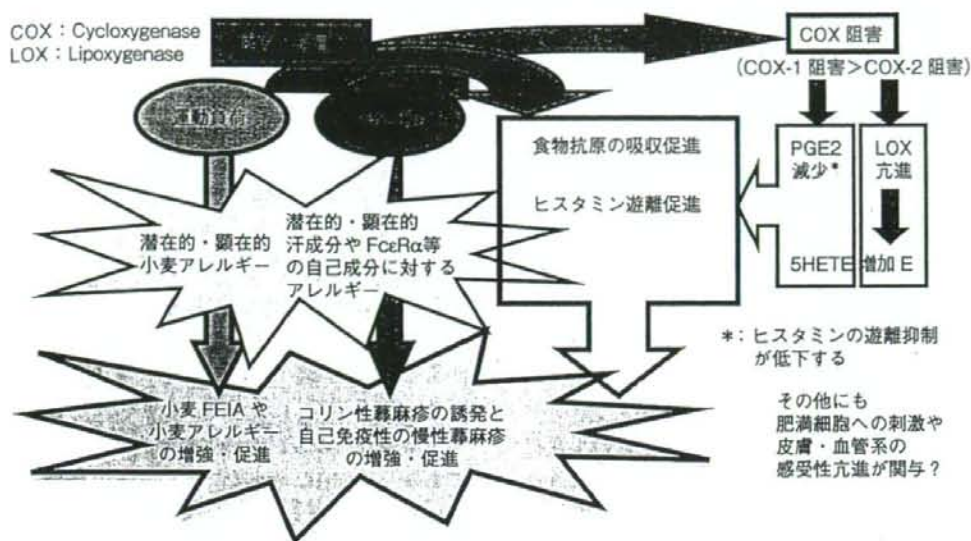 COX：Cycloxygenase
LOX：Lipoxygenase
COX 阻害
(COX-1 阻害>COX-2 阻害)
運動負荷
食物抗原の吸収促進
ヒスタミン遊離促進
PGE2
減少*
LOX
亢進
5HETE 増加 E
潜在的・顕在的
小麦アレルギー
潜在的・顕在的
汗成分や FcεRα等
の自己成分に対する
アレルギー
*：ヒスタミンの遊離抑制
が低下する
小麦 FEIA や
小麦アレルギー
の増強・促進
コリン性蕁麻疹の誘発と
自己免疫性の慢性蕁麻疹
の増強・促進
その他にも
肥満細胞への刺激や
皮膚・血管系の
感受性亢進が関与？